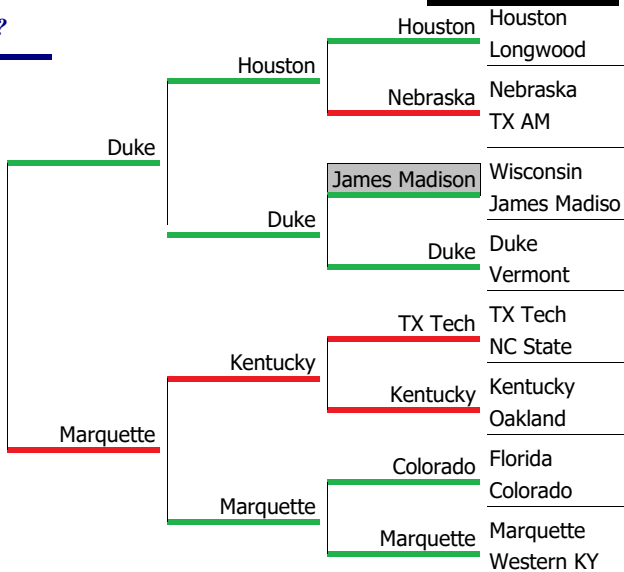 ?
Houston
Longwood
Houston
Houston
Nebraska
Nebraska
TX AM
Duke
James Madison
Wisconsin
James Madiso
Duke
Duke
Duke
Vermont
TX Tech
TX Tech
NC State
Kentucky
Kentucky
Kentucky
Oakland
Marquette
Colorado
Florida
Colorado
Marquette
Marquette
Marquette
Western KY